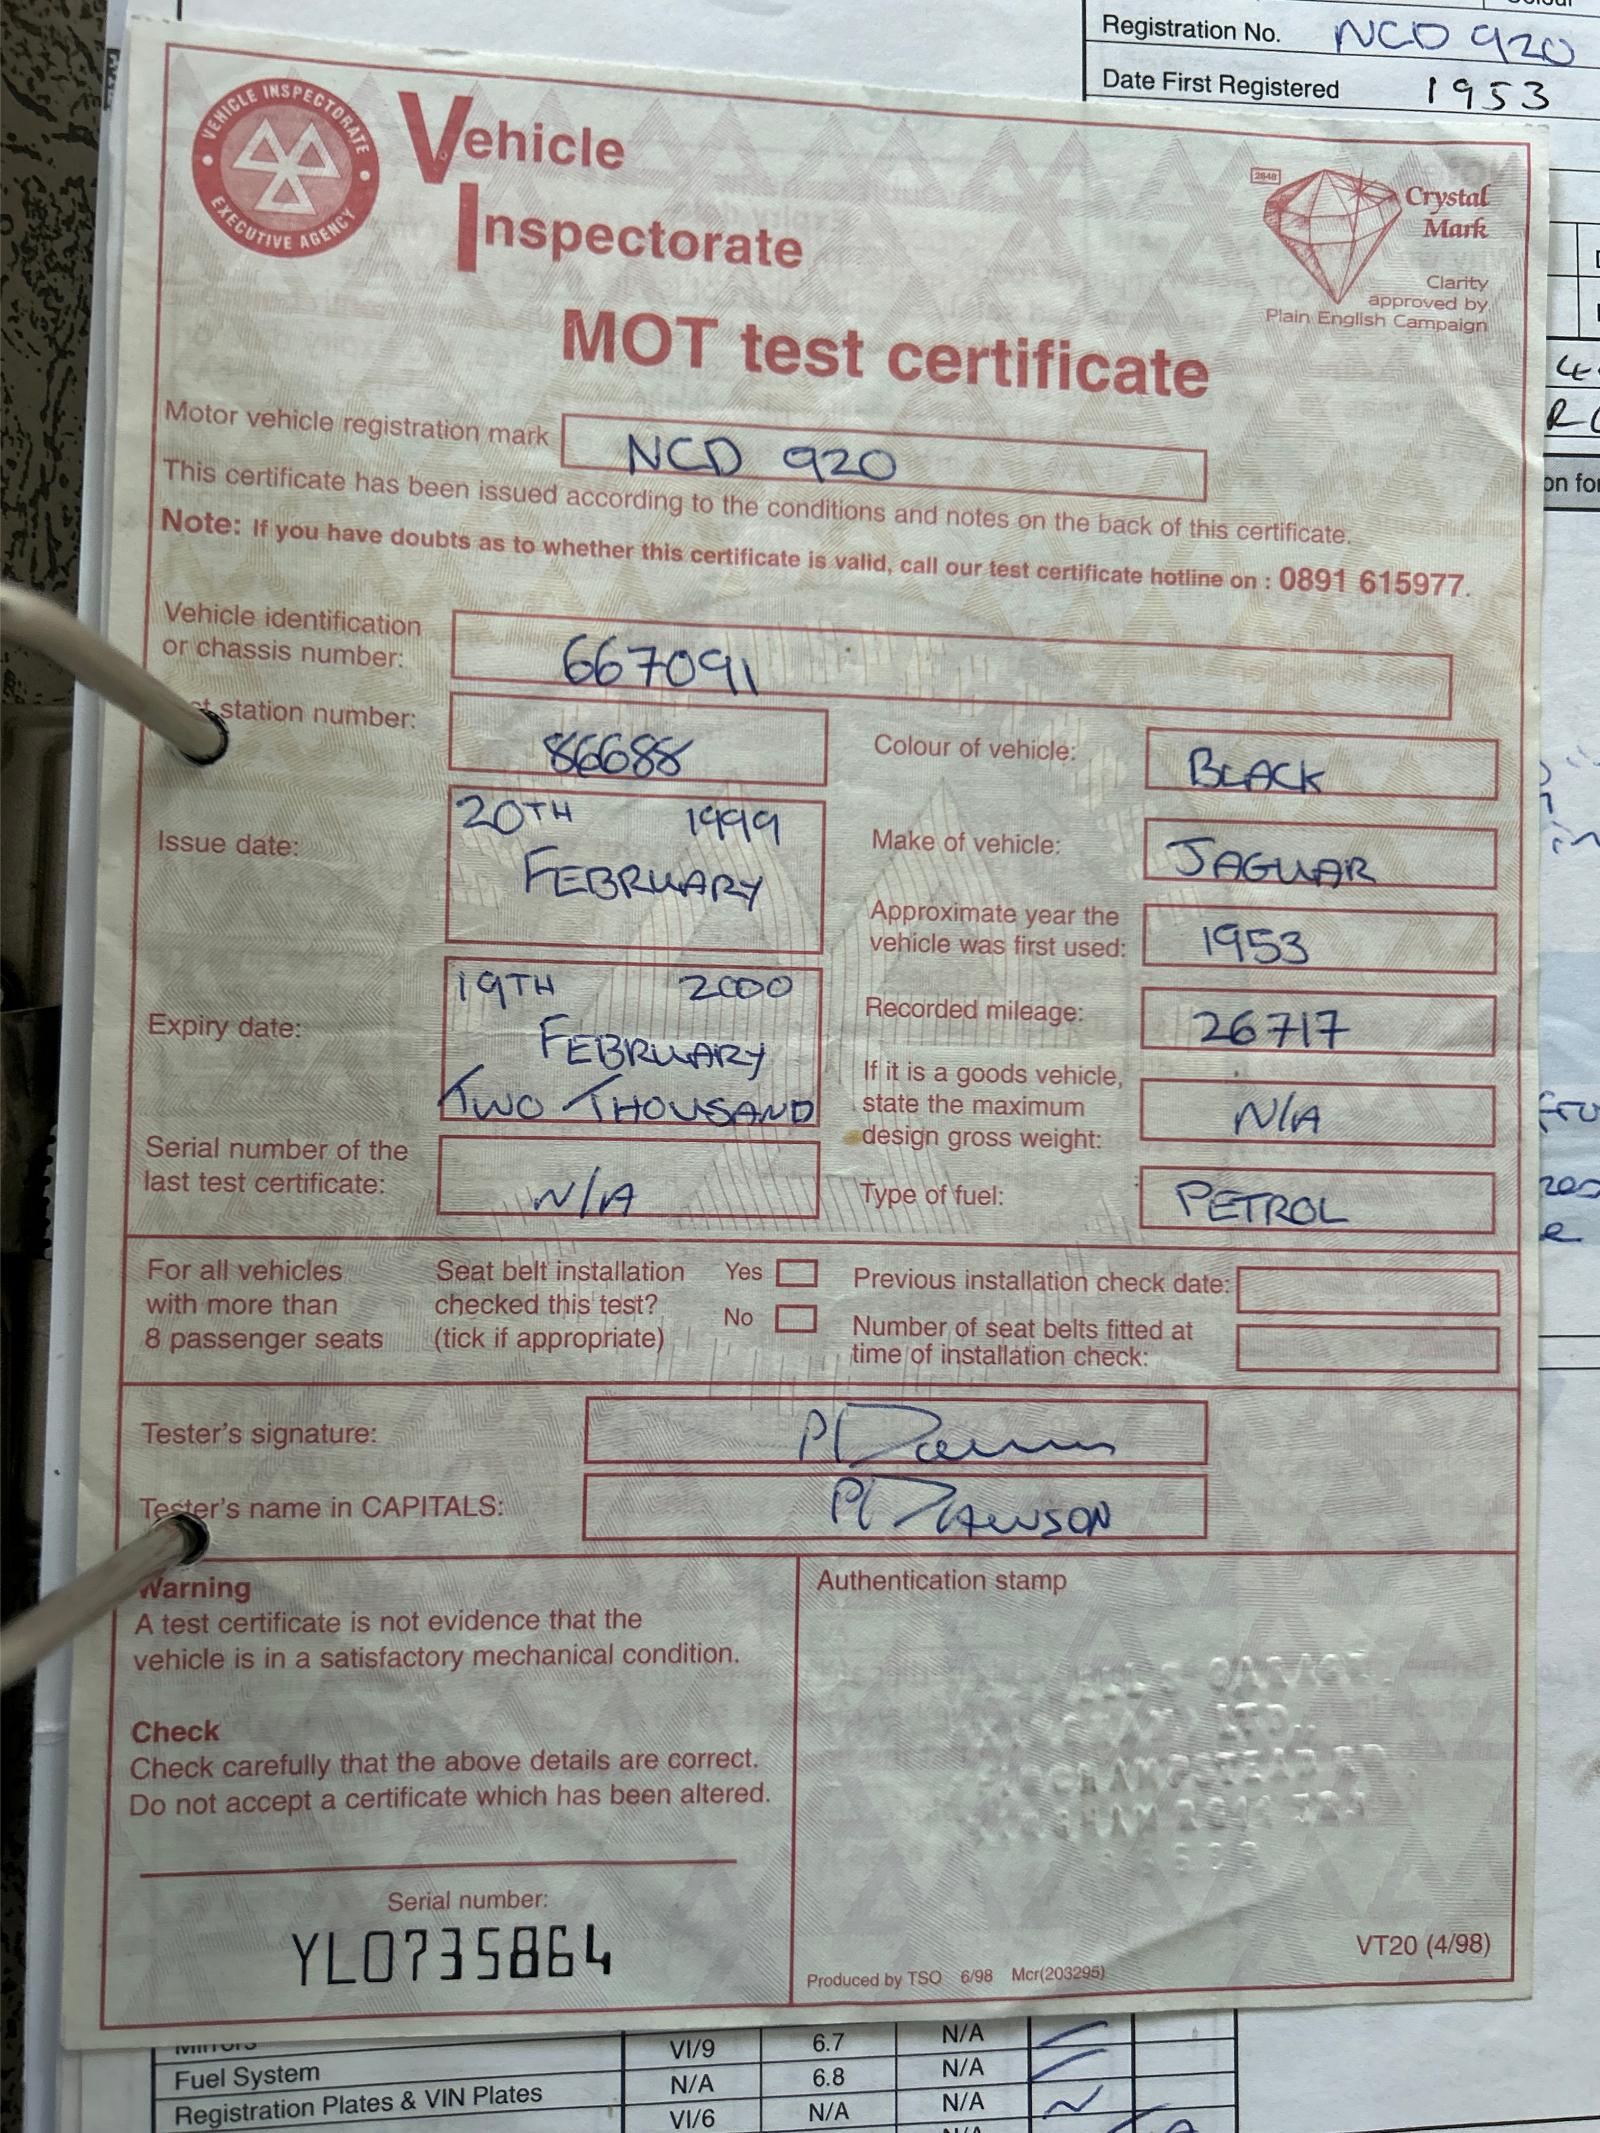 Registration No. NCD 920
Date First Registered 1953
VEHICLE INSPECTORATE
EXECUTIVE AGENCY
Vehicle
Inspectorate
2848
Crystal
Mark
Clarity
approved by
Plain English Campaign
MOT test certificate
Motor vehicle registration mark NCD 920
This certificate has been issued according to the conditions and notes on the back of this certificate.
Note: If you have doubts as to whether this certificate is valid, call our test certificate hotline on : 0891 615977.
Vehicle identification
or chassis number: 667091
station number: 86688
Colour of vehicle: BLACK
Issue date: 20TH 1999
FEBRUARY
Make of vehicle: JAGUAR
Approximate year the
vehicle was first used: 1953
Expiry date: 19TH 2000
FEBRUARY
TWO THOUSAND
Recorded mileage: 26717
If it is a goods vehicle,
state the maximum
design gross weight: N/A
Serial number of the
last test certificate: N/A
Type of fuel: PETROL
For all vehicles
with more than
8 passenger seats
Seat belt installation
checked this test?
(tick if appropriate)
Yes
No
Previous installation check date:
Number of seat belts fitted at
time of installation check:
Tester's signature: P Dawson
Tester's name in CAPITALS: P DAWSON
Warning
A test certificate is not evidence that the
vehicle is in a satisfactory mechanical condition.
Check
Check carefully that the above details are correct.
Do not accept a certificate which has been altered.
Serial number:
YL0735864
Authentication stamp
VT20 (4/98)
Produced by TSO 6/98 Mcr(203295)
Mirrors VI/9 6.7 N/A
Fuel System N/A 6.8 N/A
Registration Plates & VIN Plates VI/6 N/A N/A